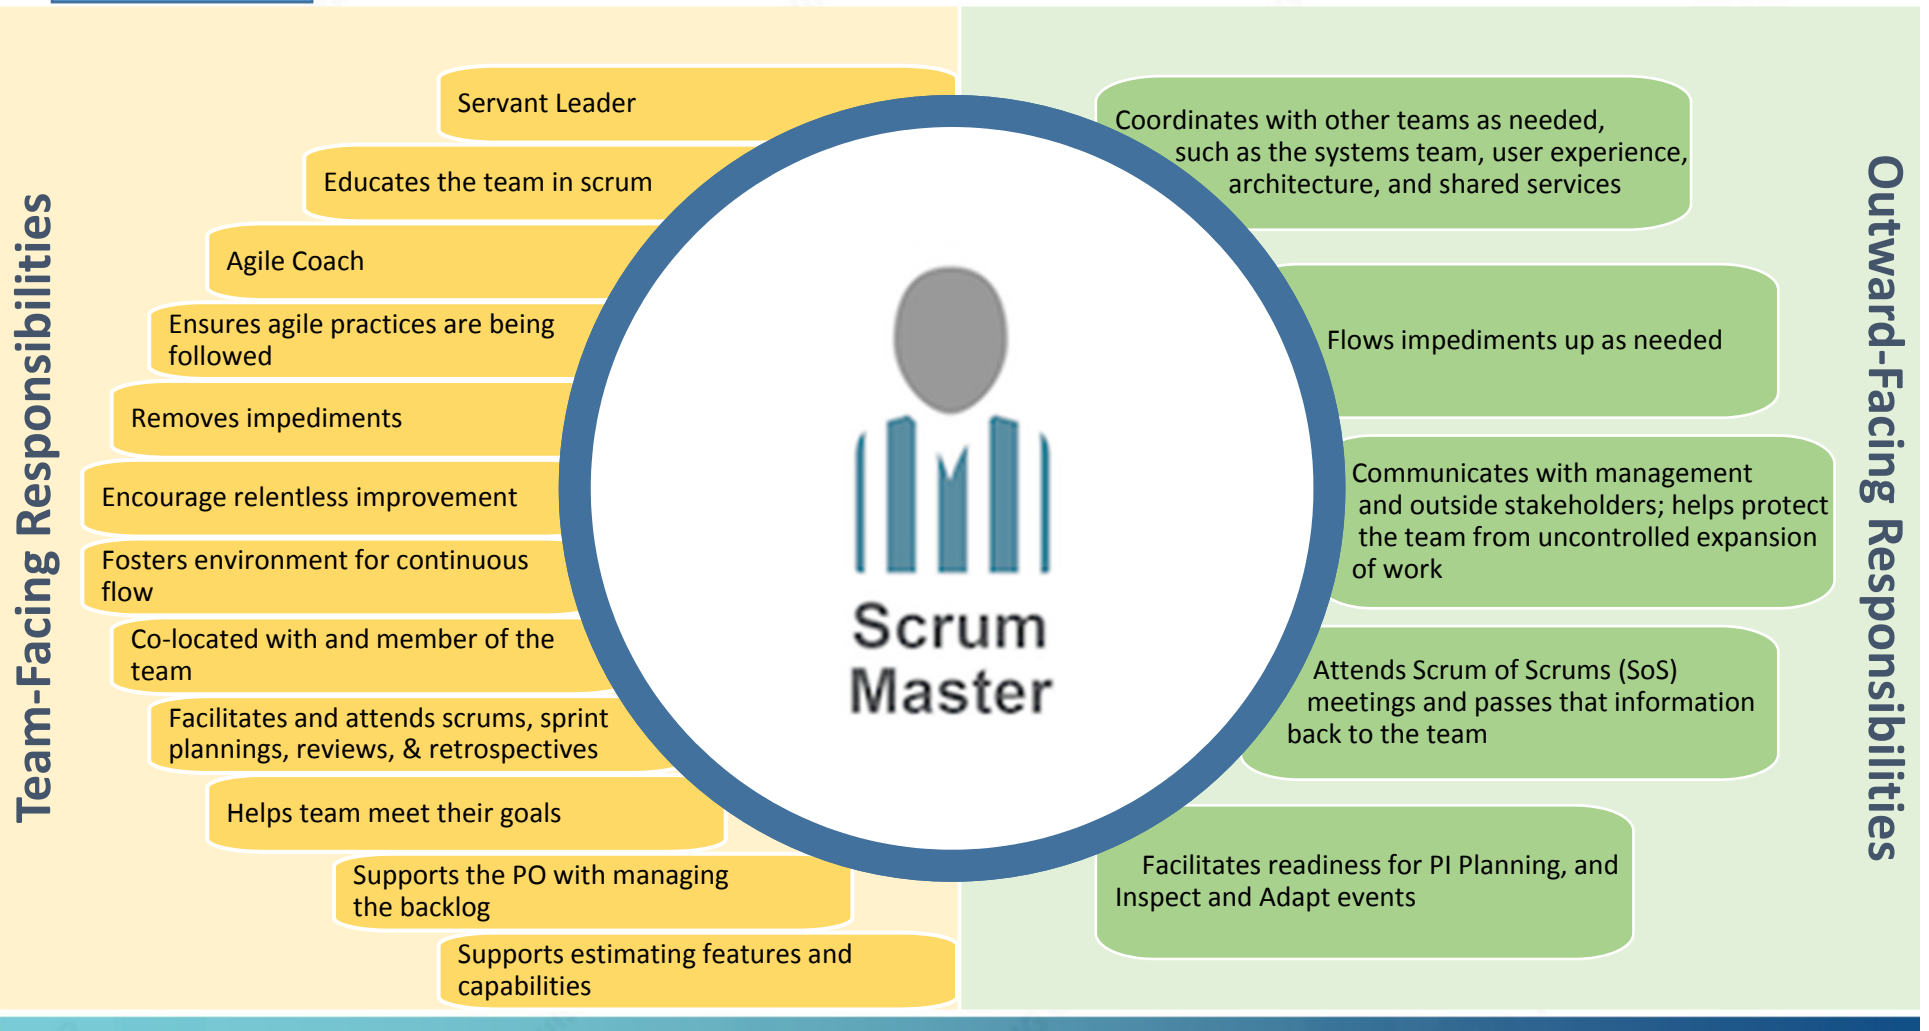 Team-Facing Responsibilities
Servant Leader
Educates the team in scrum
Agile Coach
Ensures agile practices are being
followed
Removes impediments
Encourage relentless improvement
Fosters environment for continuous
flow
Co-located with and member of the
team
Facilitates and attends scrums, sprint
plannings, reviews, & retrospectives
Helps team meet their goals
Supports the PO with managing
the backlog
Supports estimating features and
capabilities
Scrum
Master
Coordinates with other teams as needed,
such as the systems team, user experience,
architecture, and shared services
Flows impediments up as needed
Communicates with management
and outside stakeholders; helps protect
the team from uncontrolled expansion
of work
Attends Scrum of Scrums (SoS)
meetings and passes that information
back to the team
Facilitates readiness for PI Planning, and
Inspect and Adapt events
Outward-Facing Responsibilities